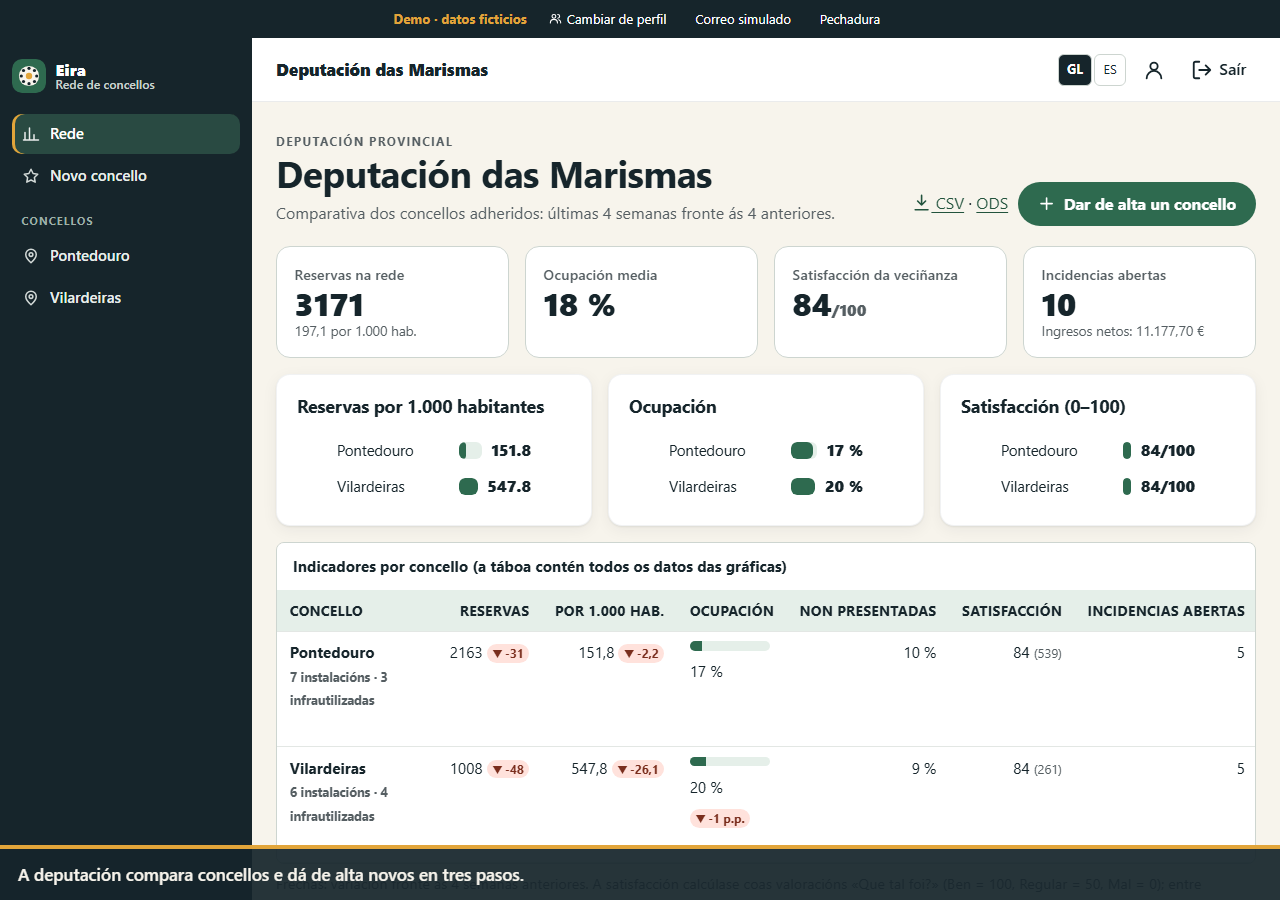 Demo · datos ficticios Cambiar de perfil Correo simulado Pechadura
Eira
Rede de concellos
Rede
Novo concello
CONCELLOS
Pontedouro
Vilardeiras
Deputación das Marismas GL ES Saír
DEPUTACIÓN PROVINCIAL
Deputación das Marismas
Comparativa dos concellos adheridos: últimas 4 semanas fronte ás 4 anteriores.
CSV · ODS + Dar de alta un concello
Reservas na rede
3171
197,1 por 1.000 hab.
Ocupación media
18 %
Satisfacción da veciñanza
84/100
Incidencias abertas
10
Ingresos netos: 11.177,70 €
Reservas por 1.000 habitantes
Pontedouro 151.8
Vilardeiras 547.8
Ocupación
Pontedouro 17 %
Vilardeiras 20 %
Satisfacción (0–100)
Pontedouro 84/100
Vilardeiras 84/100
Indicadores por concello (a táboa contén todos os datos das gráficas)
CONCELLO RESERVAS POR 1.000 HAB. OCUPACIÓN NON PRESENTADAS SATISFACCIÓN INCIDENCIAS ABERTAS
Pontedouro 2163 ▼ -31 151,8 ▼ -2,2 17 % 10 % 84 (539) 5
7 instalacións · 3
infrautilizadas
Vilardeiras 1008 ▼ -48 547,8 ▼ -26,1 20 % 9 % 84 (261) 5
6 instalacións · 4
infrautilizadas
▼ -1 p.p.
A deputación compara concellos e dá de alta novos en tres pasos.